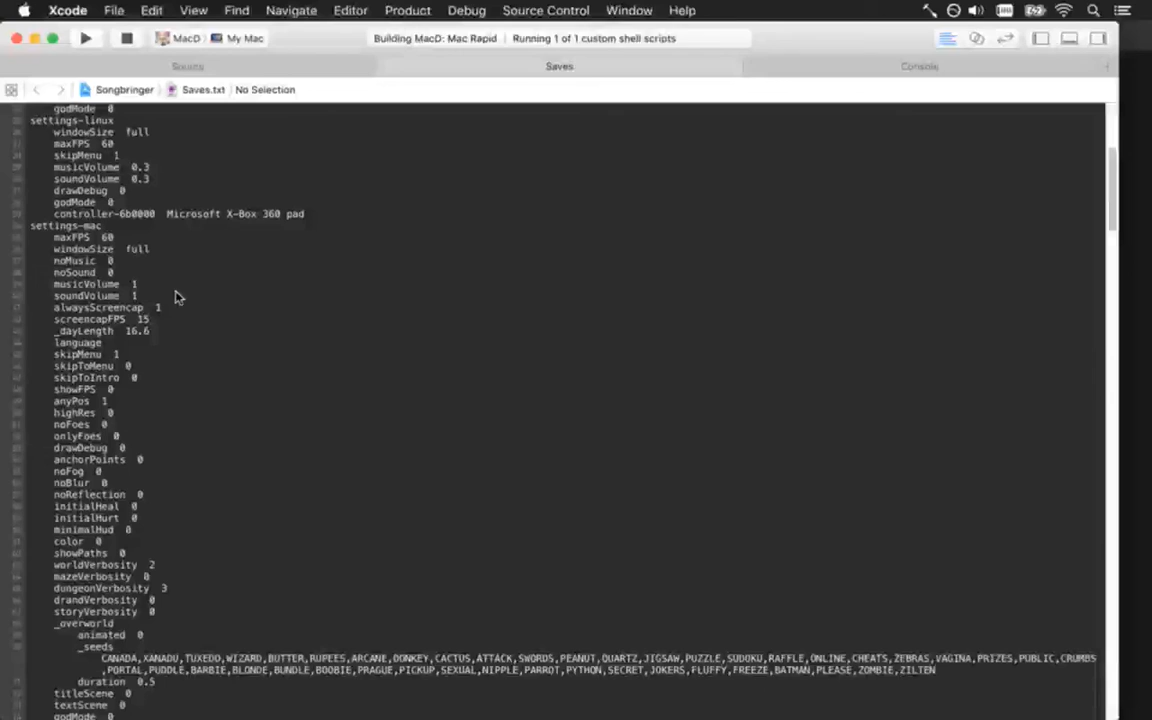 Xcode File Edit View Find Navigate Editor Product Debug Source Control Window Help
MacD My Mac Building MacD: Mac Rapid Running 1 of 1 custom shell scripts
Source Saves Console
Songbringer Saves.txt No Selection
godMode 0
settings-linux
windowSize full
maxFPS 60
skipMenu 1
musicVolume 0.3
soundVolume 0.3
drawDebug 0
godMode 0
controller-6b0000 Microsoft X-Box 360 pad
settings-mac
maxFPS 60
windowSize full
noMusic 0
noSound 0
musicVolume 1
soundVolume 1
alwaysScreencap 1
screencapFPS 15
_dayLength 16.6
language
skipMenu 1
skipToMenu 0
skipToIntro 0
showFPS 0
anyPos 1
highRes 0
noFoes 0
onlyFoes 0
drawDebug 0
anchorPoints 0
noFog 0
noBlur 0
noReflection 0
initialHeal 0
initialHurt 0
minimalHud 0
color 0
showPaths 0
worldVerbosity 2
mazeVerbosity 0
dungeonVerbosity 3
drandVerbosity 0
storyVerbosity 0
_overworld
animated 0
_seeds
CANADA,XANADU,TUXEDO,WIZARD,BUTTER,RUPEES,ARCANE,DONKEY,CACTUS,ATTACK,SWORDS,PEANUT,QUARTZ,JIGSAW,PUZZLE,SUDOKU,RAFFLE,ONLINE,CHEATS,ZEBRAS,VAGINA,PRIZES,PUBLIC,CRUMBS
,PORTAL,PUDDLE,BARBIE,BLONDE,BUNDLE,BOOBIE,PRAGUE,PICKUP,SEXUAL,NIPPLE,PARROT,PYTHON,SECRET,JOKERS,FLUFFY,FREEZE,BATMAN,PLEASE,ZOMBIE,ZILTEN
duration 0.5
titleScene 0
textScene 0
godMode 0